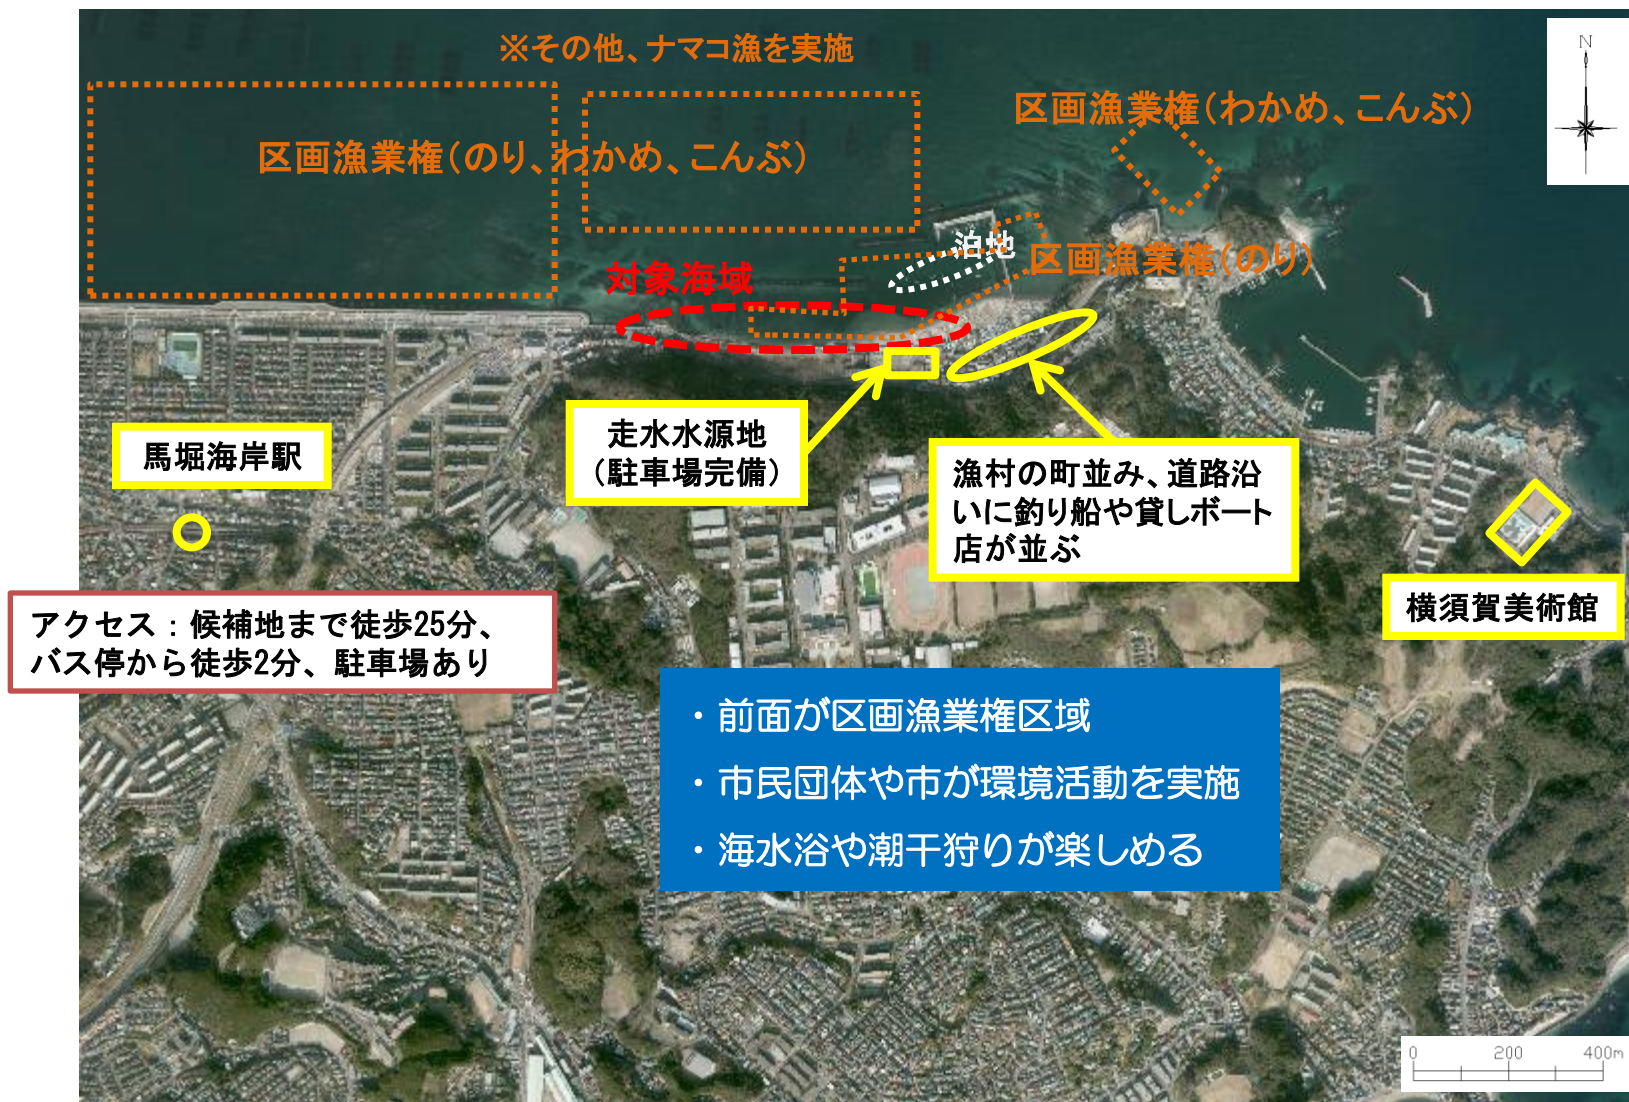 ※その他、ナマコ漁を実施
N
区画漁業権(わかめ、こんぶ)
区画漁業権(のり、わかめ、こんぶ)
泊地
区画漁業権(のり)
対象海域
走水水源地
(駐車場完備)
馬堀海岸駅
漁村の町並み、道路沿
いに釣り船や貸しボート
店が並ぶ
横須賀美術館
アクセス：候補地まで徒歩25分、
バス停から徒歩2分、駐車場あり
・前面が区画漁業権区域
・市民団体や市が環境活動を実施
・海水浴や潮干狩りが楽しめる
0 200 400m